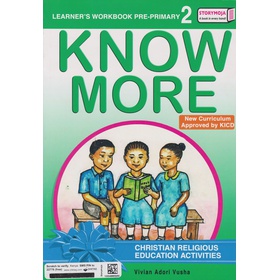 LEARNER'S WORKBOOK PRE-PRIMARY 2
STORYMOJA
KNOW
MORE
New Curriculum
Approved by KICD
CHRISTIAN RELIGIOUS
EDUCATION ACTIVITIES
Vivian Adori Vusha